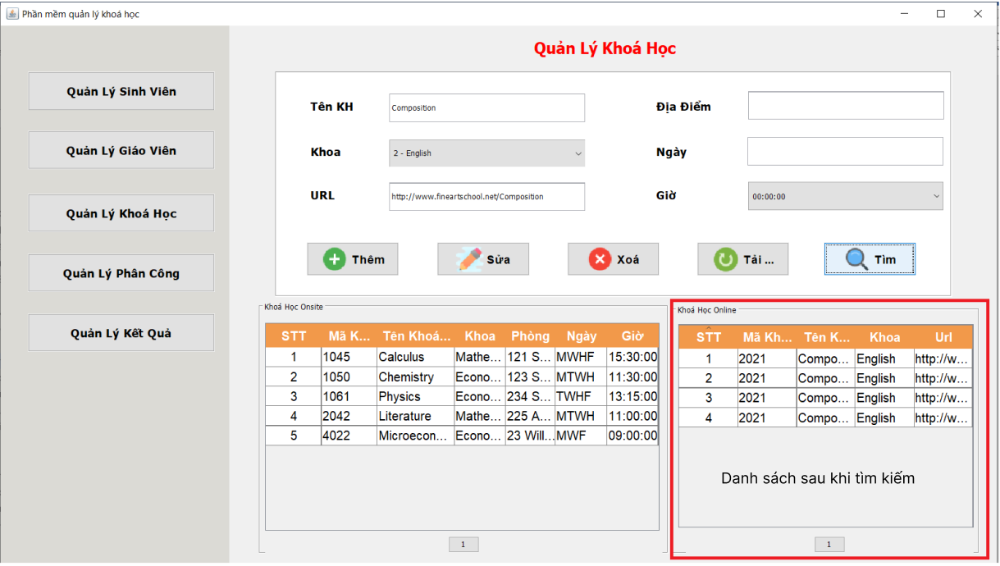 Phần mềm quản lý khoá học
Quản Lý Sinh Viên
Quản Lý Giáo Viên
Quản Lý Khoá Học
Quản Lý Phân Công
Quản Lý Kết Quả
Quản Lý Khoá Học
Tên KH Composition Địa Điểm
Khoa 2 - English Ngày
URL http://www.fineartschool.net/Composition Giờ 00:00:00
Thêm Sửa Xoá Tải ... Tìm
Khoá Học Onsite
STT Mã K... Tên Khoá... Khoa Phòng Ngày Giờ
1 1045 Calculus Mathe... 121 S... MWHF 15:30:00
2 1050 Chemistry Econo... 123 S... MTWH 11:30:00
3 1061 Physics Econo... 234 S... TWHF 13:15:00
4 2042 Literature Mathe... 225 A... MTWH 11:00:00
5 4022 Microecon... Econo... 23 Will... MWF 09:00:00
1
Khoá Học Online
STT Mã Kh... Tên K... Khoa Url
1 2021 Compo... English http://w...
2 2021 Compo... English http://w...
3 2021 Compo... English http://w...
4 2021 Compo... English http://w...
Danh sách sau khi tìm kiếm
1